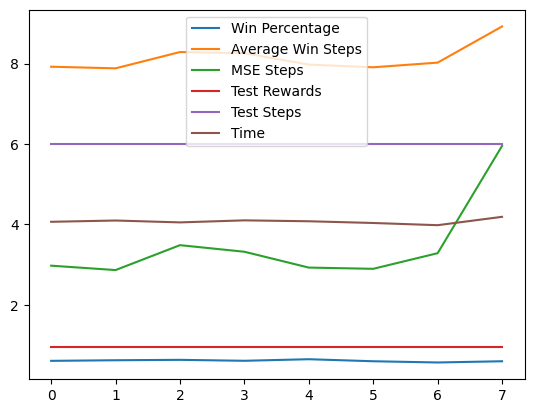 Win Percentage
Average Win Steps
MSE Steps
Test Rewards
Test Steps
Time
8
6
4
2
0 1 2 3 4 5 6 7